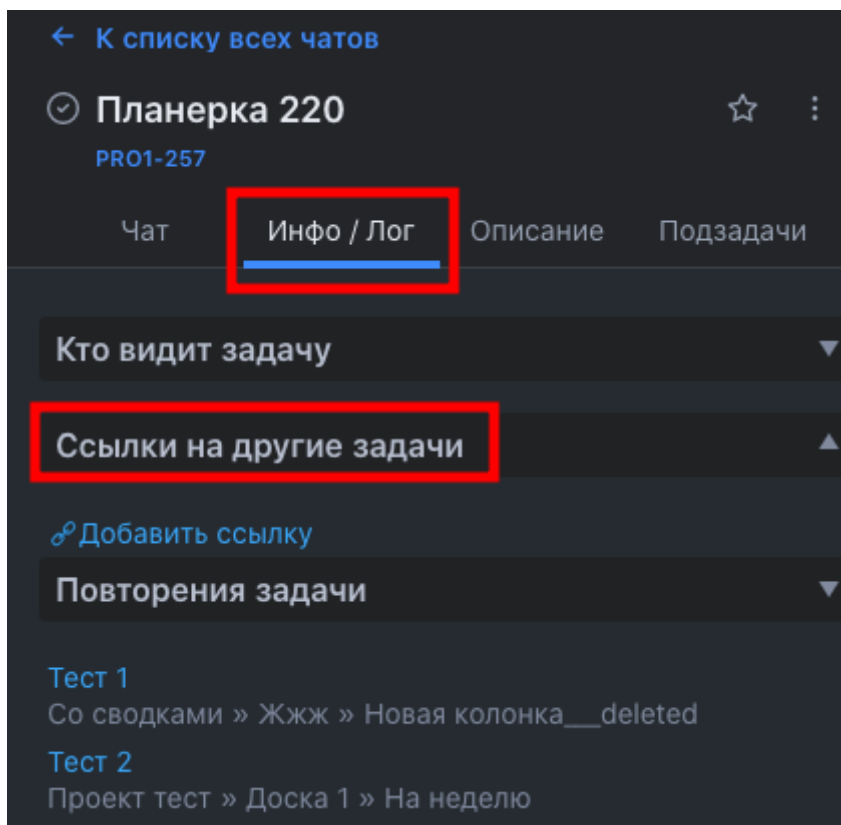 К списку всех чатов
Планерка 220
PRO1-257
Чат Инфо / Лог Описание Подзадачи
Кто видит задачу
Ссылки на другие задачи
Добавить ссылку
Повторения задачи
Тест 1
Со сводками » Жжж » Новая колонка___deleted
Тест 2
Проект тест » Доска 1 » На неделю